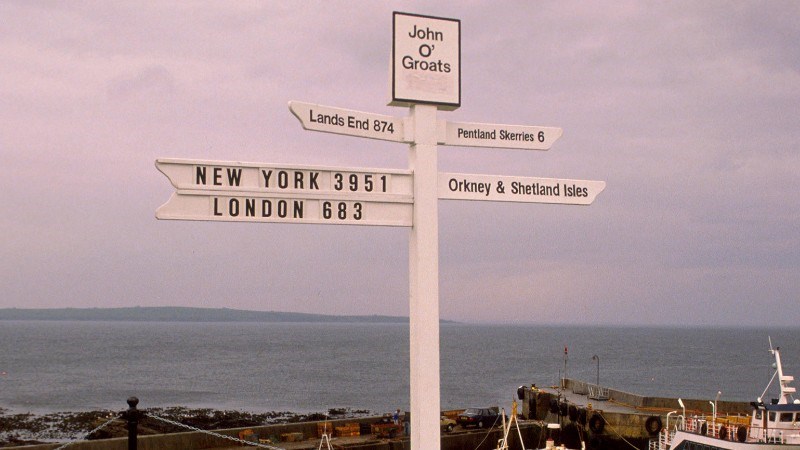 John
O'
Groats
Lands End 874
Pentland Skerries 6
NEW YORK 3951
Orkney & Shetland Isles
LONDON 683